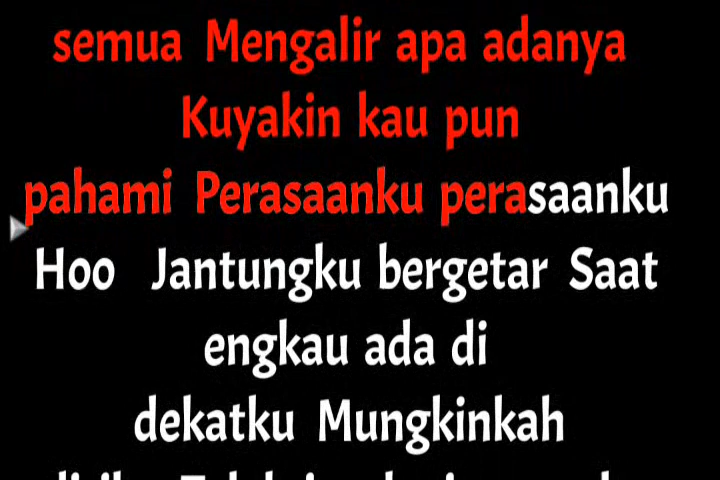 semua Mengalir apa adanya
Kuyakin kau pun
pahami Perasaanku perasaanku
Hoo Jantungku bergetar Saat
engkau ada di
dekatku Mungkinkah